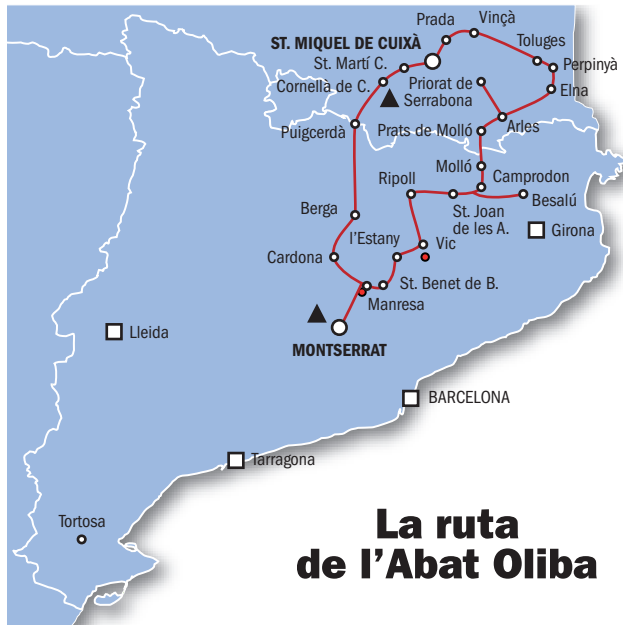 Prada
Vinçà
ST. MIQUEL DE CUIXÀ
Toluges
St. Martí C.
Perpinyà
Cornellà de C.
Priorat de
Serrabona
Elna
Arles
Puigcerdà
Prats de Molló
Molló
Camprodon
Ripoll
Besalú
St. Joan
de les A.
Berga
Girona
l'Estany
Vic
Cardona
St. Benet de B.
Manresa
Lleida
MONTSERRAT
BARCELONA
Tarragona
Tortosa
La ruta
de l'Abat Oliba